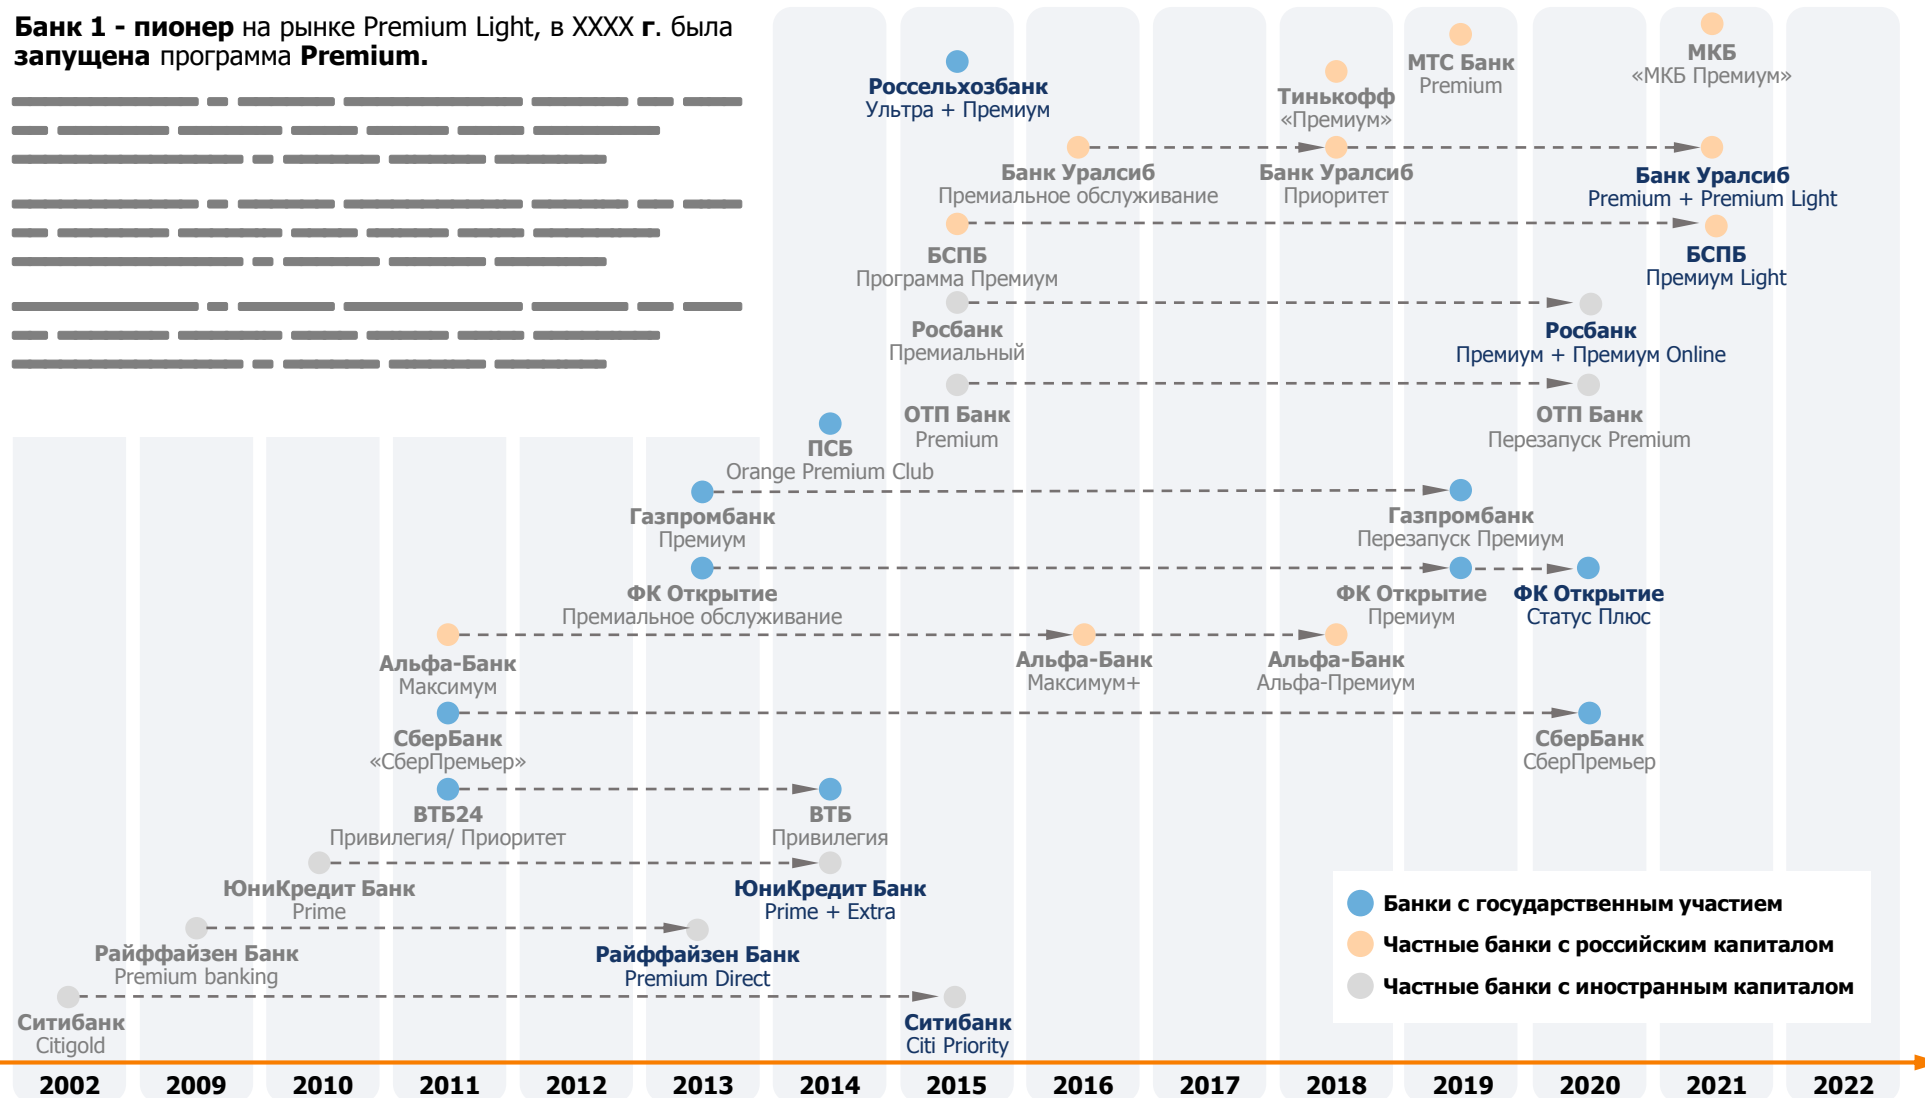 Банк 1 - пионер на рынке Premium Light, в XXXX г. была
запущена программа Premium.
МКБ
«МКБ Премиум»
МТС Банк
Premium
Россельхозбанк
Ультра + Премиум
Тинькофф
«Премиум»
Банк Уралсиб
Премиальное обслуживание
Банк Уралсиб
Приоритет
Банк Уралсиб
Premium + Premium Light
БСПБ
Программа Премиум
БСПБ
Премиум Light
Росбанк
Премиальный
Росбанк
Премиум + Премиум Online
ОТП Банк
Premium
ОТП Банк
Перезапуск Premium
ПСБ
Orange Premium Club
Газпромбанк
Премиум
Газпромбанк
Перезапуск Премиум
ФК Открытие
Премиальное обслуживание
ФК Открытие
Премиум
ФК Открытие
Статус Плюс
Альфа-Банк
Максимум
Альфа-Банк
Максимум+
Альфа-Банк
Альфа-Премиум
СберБанк
«СберПремьер»
СберБанк
СберПремьер
ВТБ24
Привилегия/ Приоритет
ВТБ
Привилегия
ЮниКредит Банк
Prime
ЮниКредит Банк
Prime + Extra
Райффайзен Банк
Premium banking
Райффайзен Банк
Premium Direct
Ситибанк
Citigold
Ситибанк
Citi Priority
Банки с государственным участием
Частные банки с российским капиталом
Частные банки с иностранным капиталом
2002 2009 2010 2011 2012 2013 2014 2015 2016 2017 2018 2019 2020 2021 2022